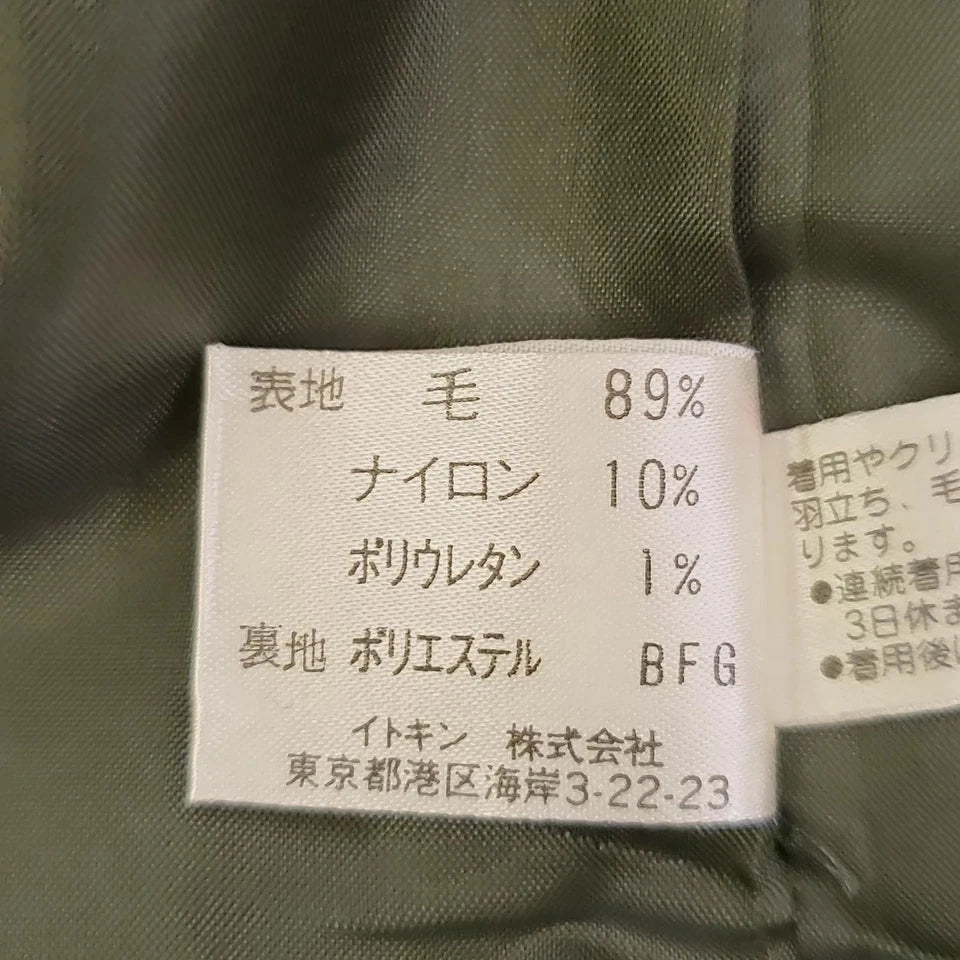 表地 毛 89%
ナイロン 10%
ポリウレタン 1%
裏地 ポリエステル BFG
イトキン 株式会社
東京都港区海岸3-22-23
着用やクリ
羽立ち、毛
ります。
●連続着用
3日休ま
●着用後に